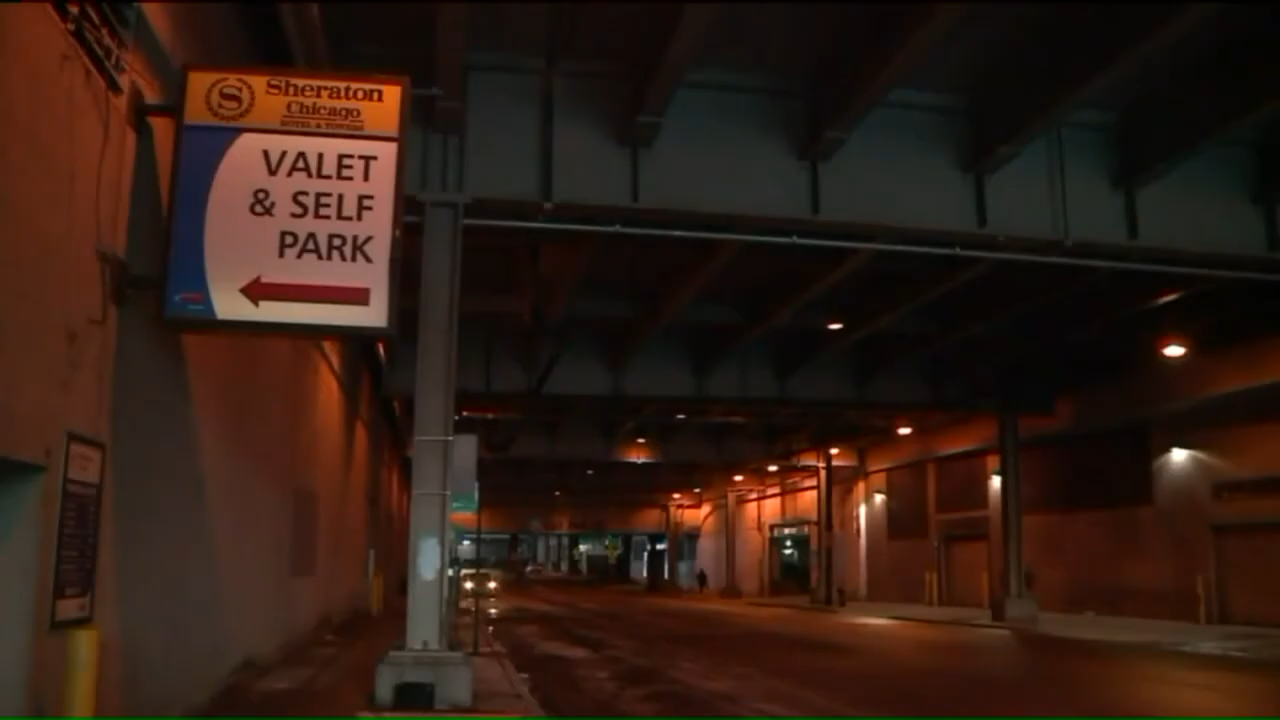 S
Sheraton
Chicago
HOTEL & TOWERS
VALET
& SELF
PARK